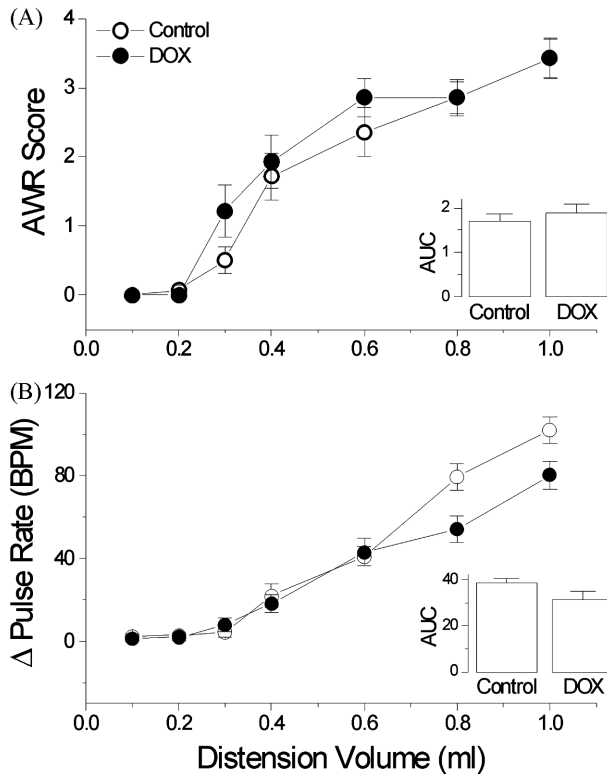 (A)
Control
DOX
4
3
2
1
0
AWR Score
0.0 0.2 0.4 0.6 0.8 1.0
2
1
0
AUC
Control DOX
(B)
120
80
40
0
Δ Pulse Rate (BPM)
0.0 0.2 0.4 0.6 0.8 1.0
40
20
0
AUC
Control DOX
Distension Volume (ml)